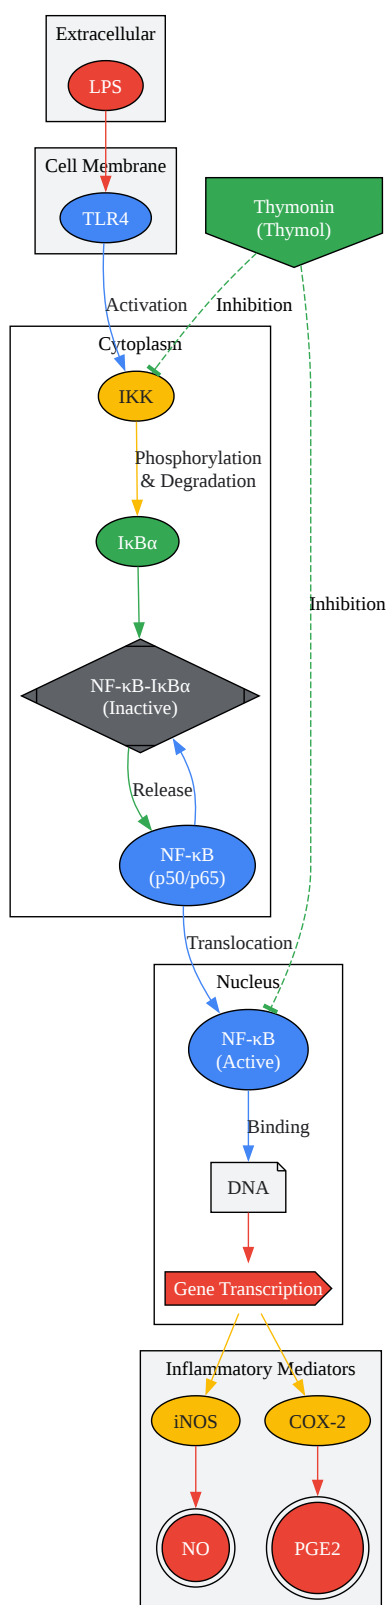 Extracellular
LPS
Cell Membrane
TLR4
Thymonin
(Thymol)
Activation
Inhibition
Cytoplasm
IKK
Phosphorylation
& Degradation
IκBα
Inhibition
NF-κB-IκBα
(Inactive)
Release
NF-κB
(p50/p65)
Translocation
Nucleus
NF-κB
(Active)
Binding
DNA
Gene Transcription
Inflammatory Mediators
iNOS
COX-2
NO
PGE2